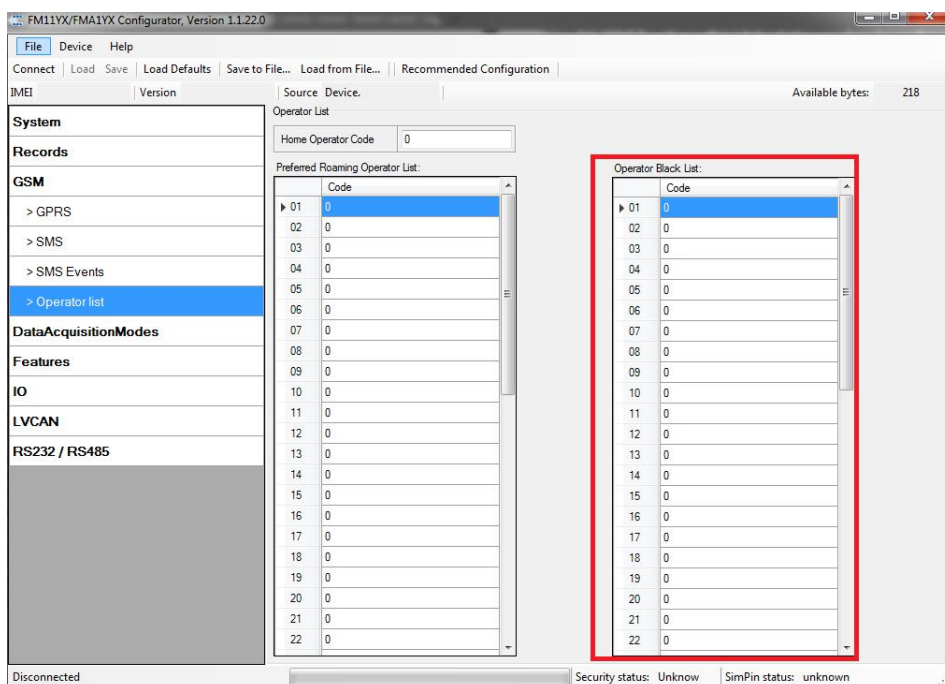 FM11YX/FMA1YX Configurator, Version 1.1.22.0
File Device Help
Connect Load Save Load Defaults Save to File... Load from File... Recommended Configuration
IMEI Version Source Device. Available bytes: 218
System
Records
GSM
> GPRS
> SMS
> SMS Events
> Operator list
DataAcquisitionModes
Features
IO
LVCAN
RS232 / RS485
Operator List
Home Operator Code 0
Preferred Roaming Operator List:
Code
01 0
02 0
03 0
04 0
05 0
06 0
07 0
08 0
09 0
10 0
11 0
12 0
13 0
14 0
15 0
16 0
17 0
18 0
19 0
20 0
21 0
22 0
Operator Black List:
Code
01 0
02 0
03 0
04 0
05 0
06 0
07 0
08 0
09 0
10 0
11 0
12 0
13 0
14 0
15 0
16 0
17 0
18 0
19 0
20 0
21 0
22 0
Disconnected Security status: Unknow SimPin status: unknown